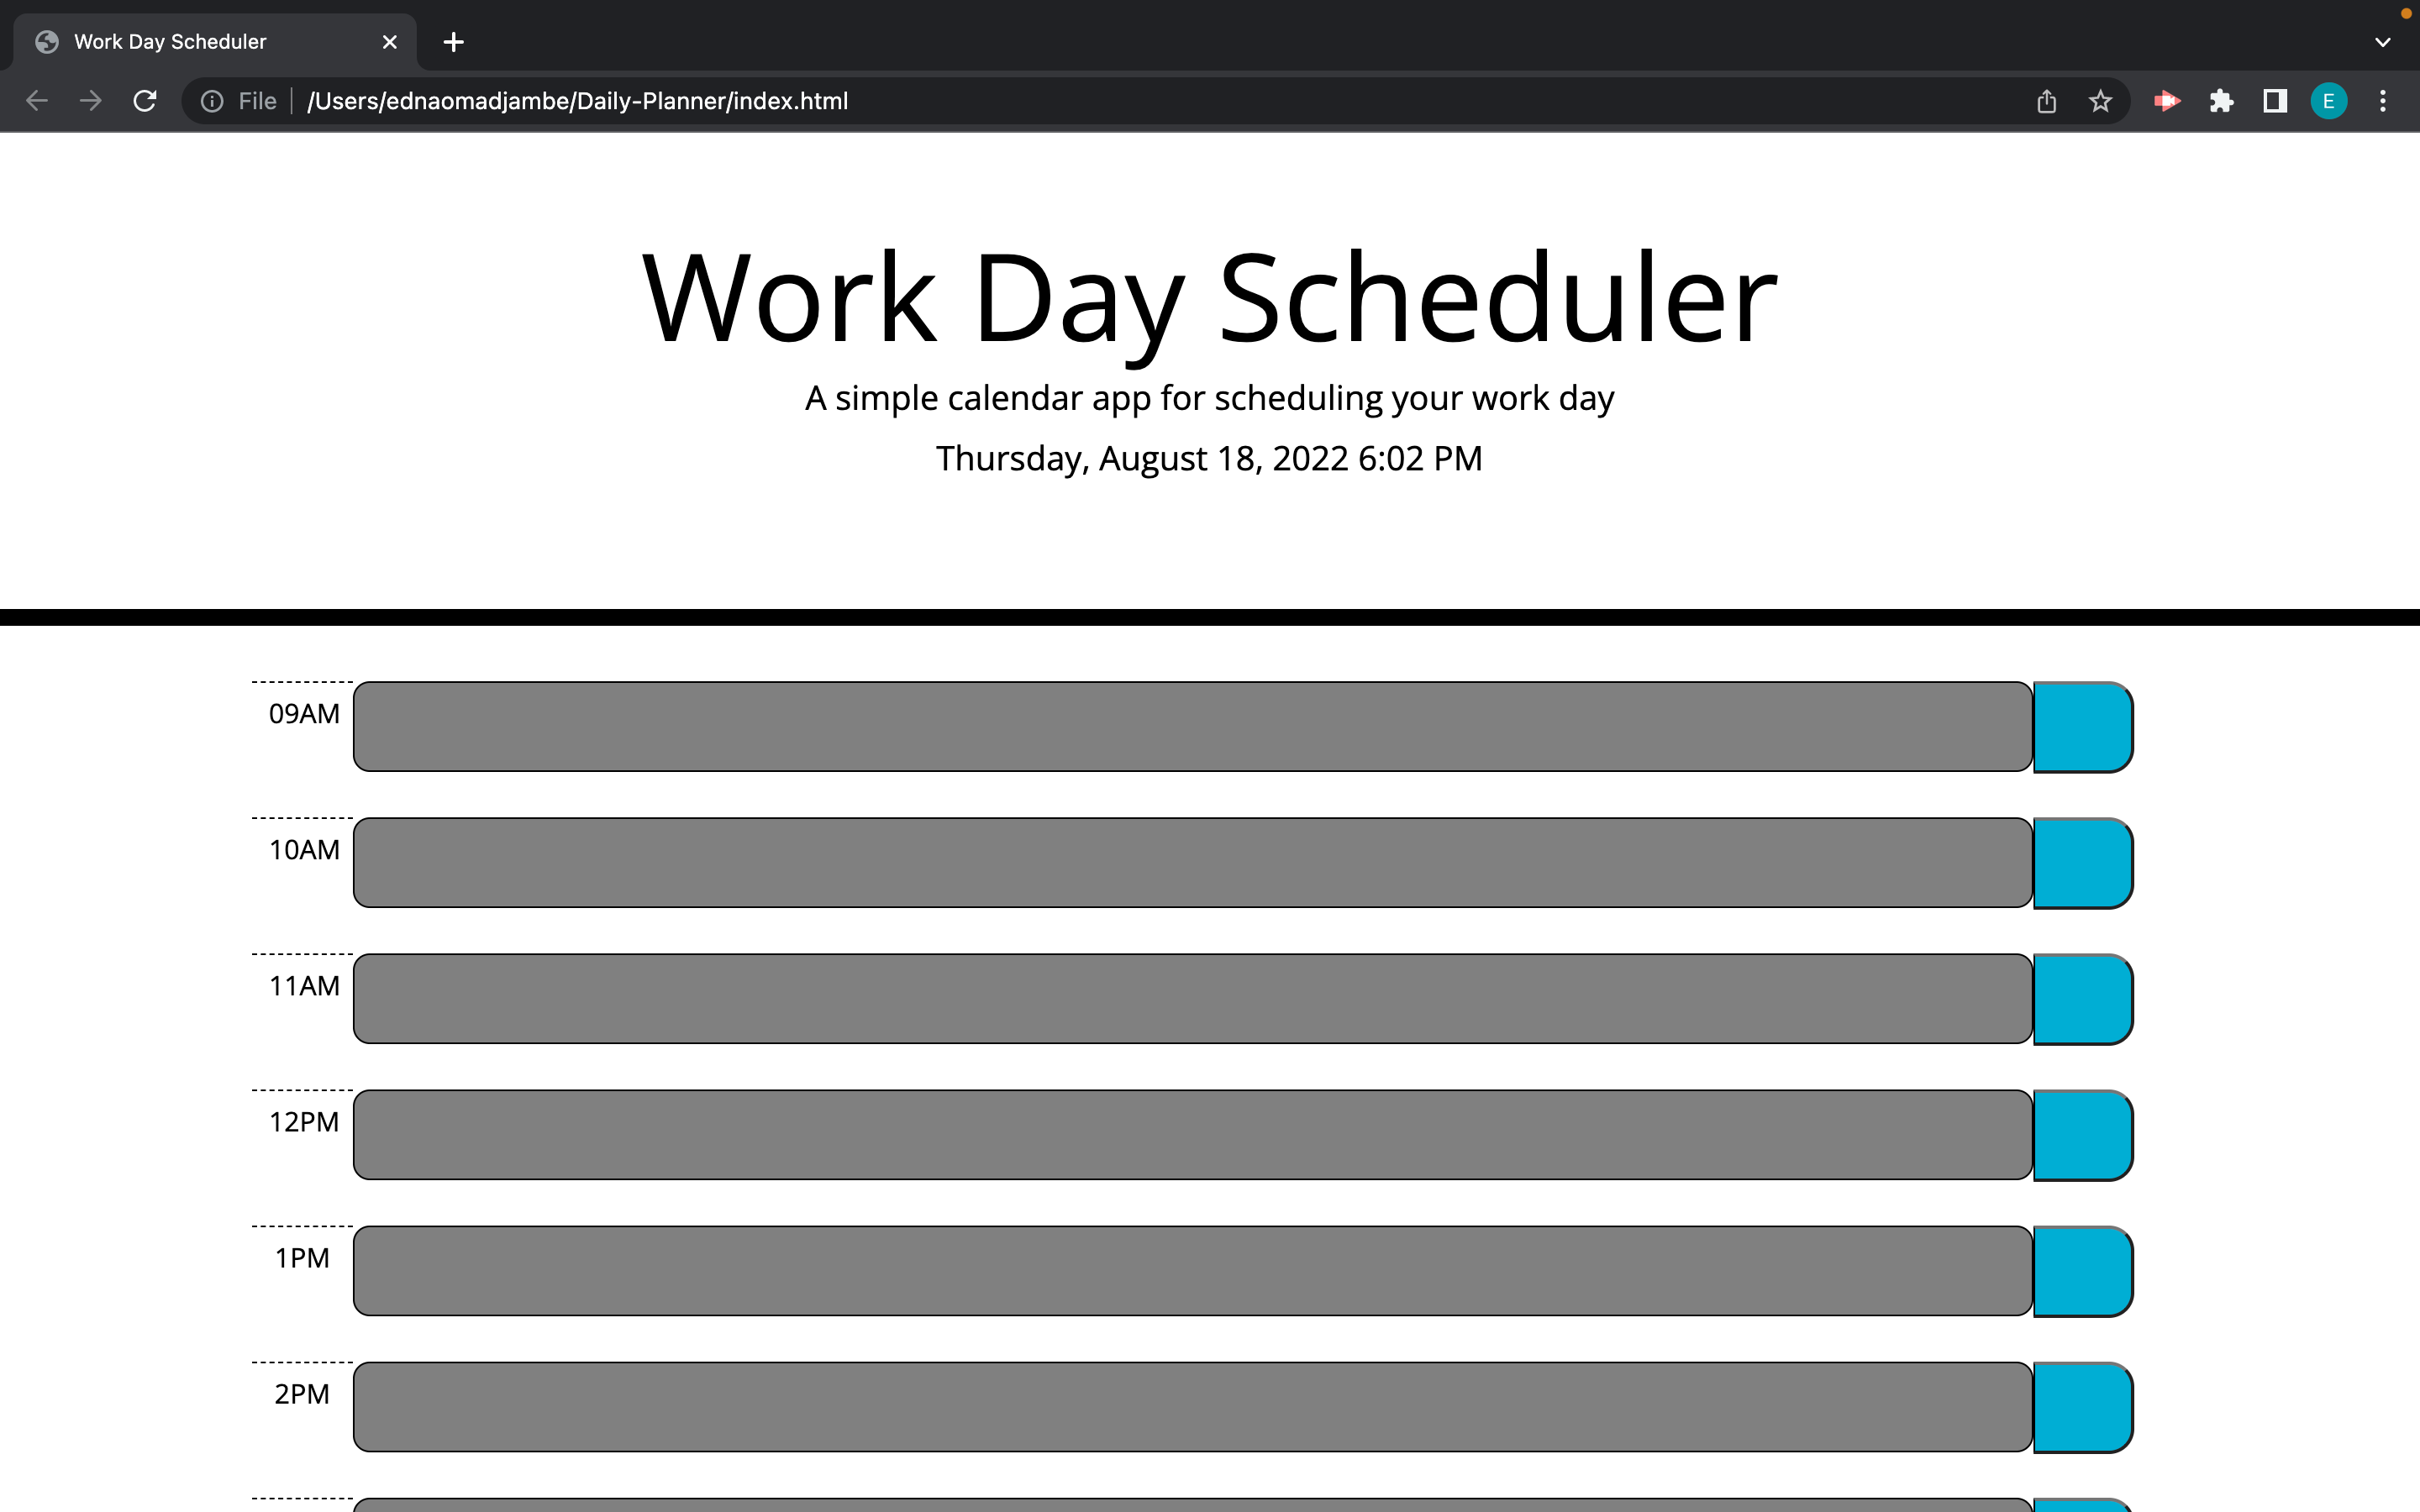 Work Day Scheduler
File /Users/ednaomadjambe/Daily-Planner/index.html
E
Work Day Scheduler
A simple calendar app for scheduling your work day
Thursday, August 18, 2022 6:02 PM
09AM
10AM
11AM
12PM
1PM
2PM